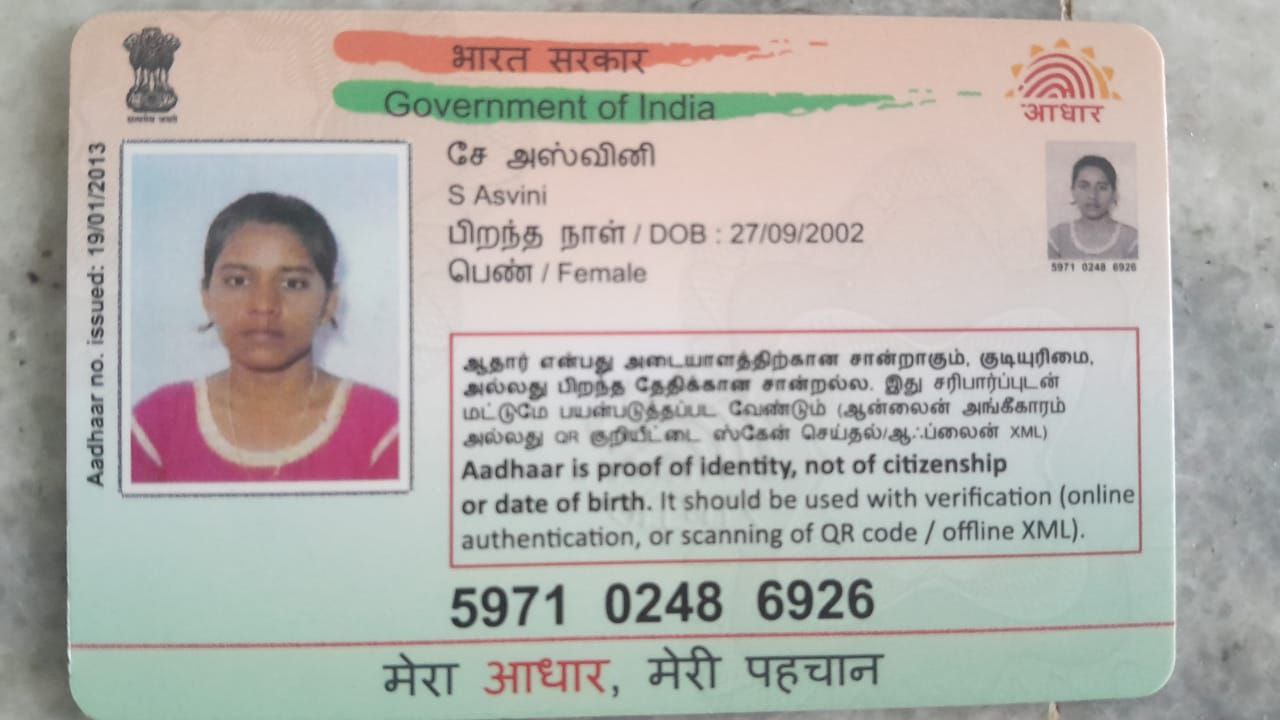 भारत सरकार
Government of India
आधार
Aadhaar no. issued: 19/01/2013
சே அஸ்வினி
S Asvini
பிறந்த நாள் / DOB : 27/09/2002
பெண் / Female
5971 0248 6926
ஆதார் என்பது அடையாளத்திற்கான சான்றாகும், குடியுரிமை,
அல்லது பிறந்த தேதிக்கான சான்றல்ல. இது சரிபார்ப்புடன்
மட்டுமே பயன்படுத்தப்பட வேண்டும் (ஆன்லைன் அங்கீகாரம்
அல்லது QR குறியீட்டை ஸ்கேன் செய்தல்/ஆஃப்லைன் XML)
Aadhaar is proof of identity, not of citizenship
or date of birth. It should be used with verification (online
authentication, or scanning of QR code / offline XML).
5971 0248 6926
मेरा आधार, मेरी पहचान